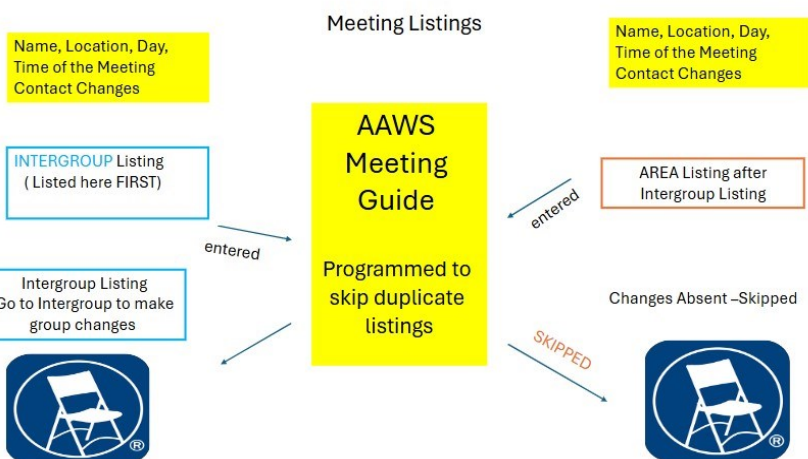 Meeting Listings
Name, Location, Day,
Time of the Meeting
Contact Changes
Name, Location, Day,
Time of the Meeting
Contact Changes
INTERGROUP Listing
( Listed here FIRST)
AAWS
Meeting
Guide
AREA Listing after
Intergroup Listing
entered
entered
Programmed to
skip duplicate
listings
Intergroup Listing
Go to Intergroup to make
group changes
Changes Absent –Skipped
SKIPPED
®
®